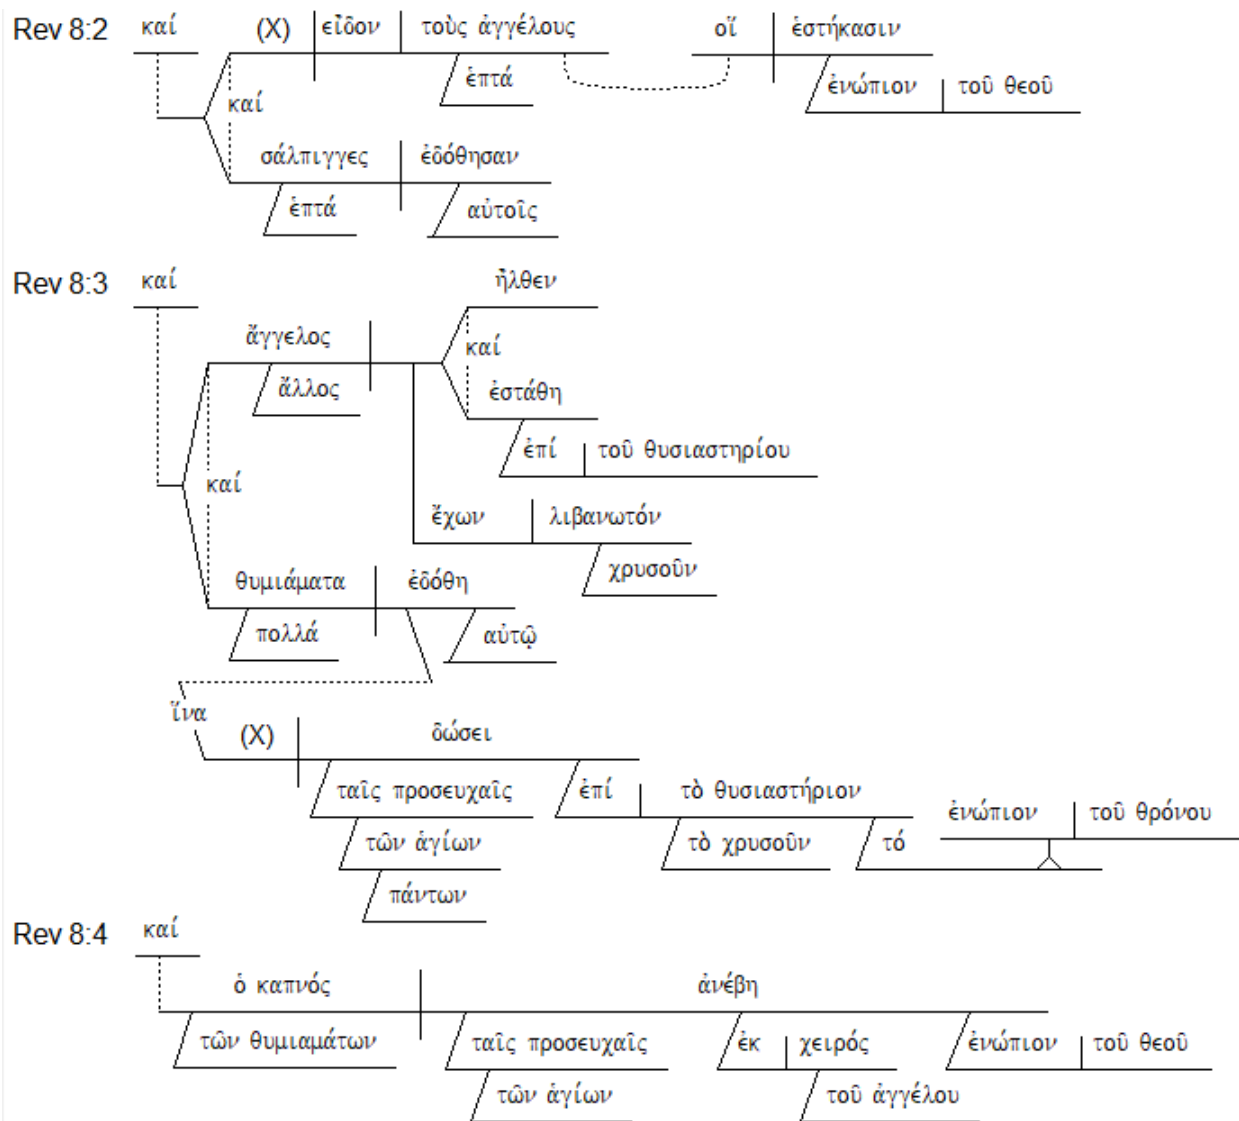 Rev 8:2 καί (X) εἶδον τοὺς ἀγγέλους οἵ ἑστήκασιν
ἑπτά ἐνώπιον τοῦ θεοῦ
καί
σάλπιγγες ἐδόθησαν
ἑπτά αὐτοῖς
Rev 8:3 καί ἦλθεν
ἄγγελος καί
ἄλλος ἐστάθη
ἐπί τοῦ θυσιαστηρίου
καί
ἔχων λιβανωτόν
χρυσοῦν
θυμιάματα ἐδόθη
πολλά αὐτῷ
ἵνα
(X) δώσει
ταῖς προσευχαῖς ἐπί τὸ θυσιαστήριον ἐνώπιον τοῦ θρόνου
τῶν ἁγίων τὸ χρυσοῦν τό
πάντων
Rev 8:4 καί
ὁ καπνός ἀνέβη
τῶν θυμιαμάτων ταῖς προσευχαῖς ἐκ χειρός ἐνώπιον τοῦ θεοῦ
τῶν ἁγίων τοῦ ἀγγέλου